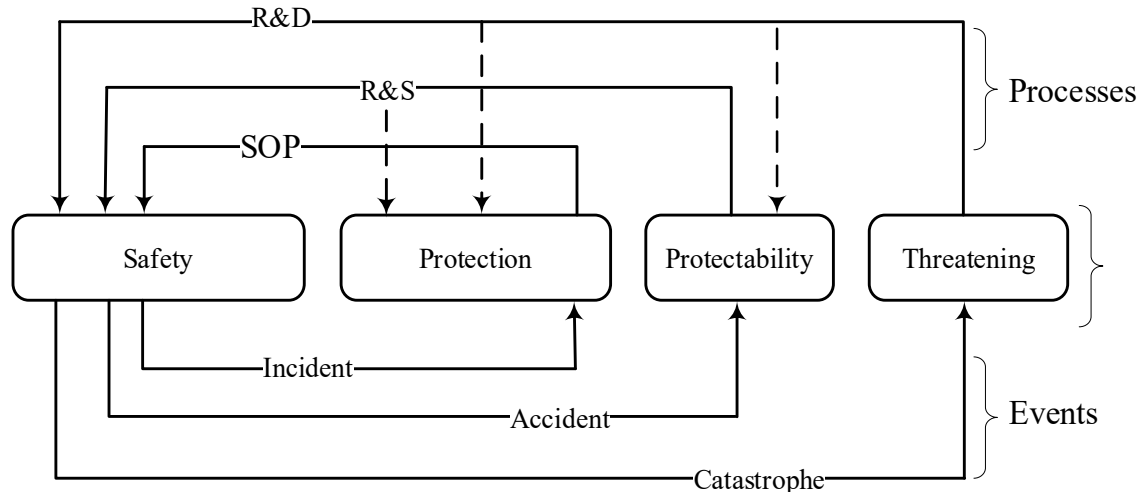 R&D
R&S
Processes
SOP
Safety
Protection
Protectability
Threatening
Incident
Accident
Events
Catastrophe